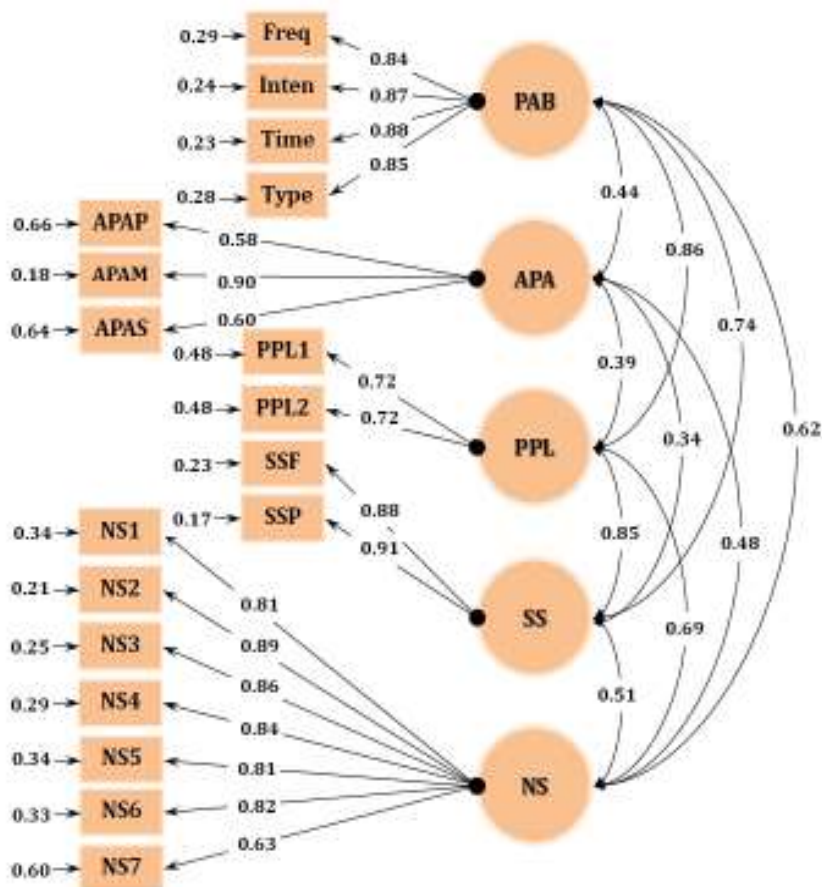 0.29 Freq
0.84
0.24 Inten
0.87
PAB
0.23 Time
0.88
0.28 Type
0.85
0.44
0.66 APAP
0.58
0.86
0.18 APAM
0.90
APA
0.74
0.64 APAS
0.60
0.48 PPL1
0.72
0.39
0.48 PPL2
0.72
0.62
PPL
0.34
0.23 SSF
0.88
0.17 SSP
0.91
0.85
0.48
0.34 NS1
0.81
0.21 NS2
0.89
SS
0.69
0.25 NS3
0.86
0.51
0.29 NS4
0.84
0.34 NS5
0.81
NS
0.33 NS6
0.82
0.60 NS7
0.63